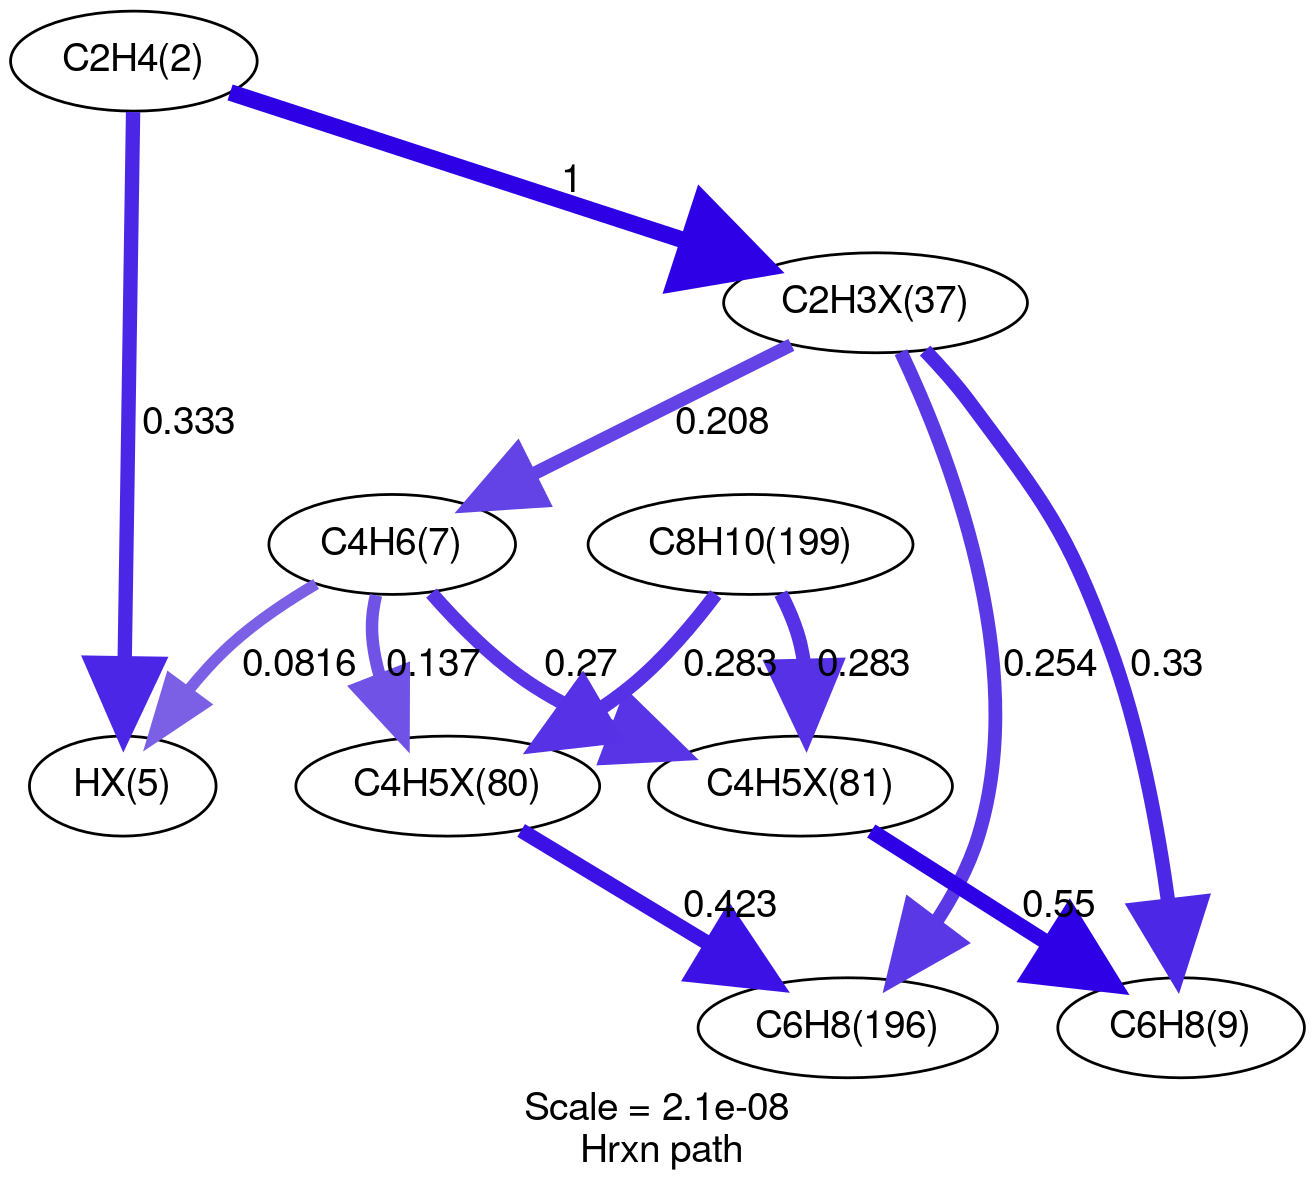 C2H4(2)
1
C2H3X(37)
0.333
0.208
C4H6(7)
C8H10(199)
0.0816
0.137
0.27
0.283
0.283
0.254
0.33
HX(5)
C4H5X(80)
C4H5X(81)
0.423
0.55
C6H8(196)
C6H8(9)
Scale = 2.1e-08
Hrxn path